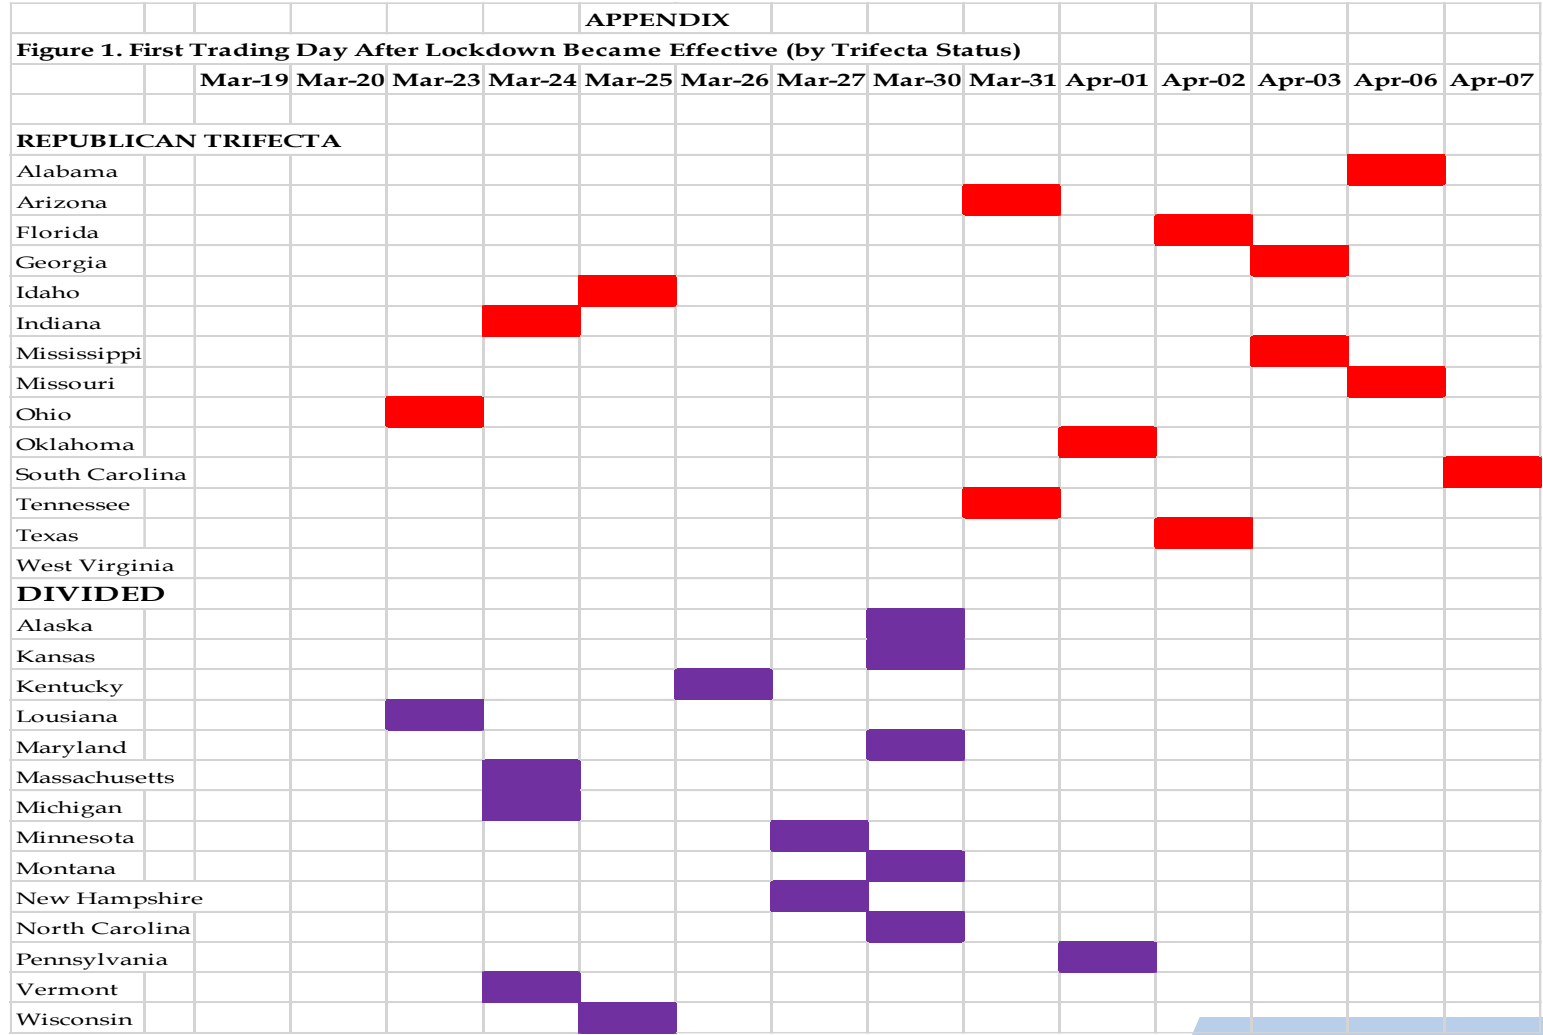 APPENDIX
Figure 1. First Trading Day After Lockdown Became Effective (by Trifecta Status)
Mar-19 Mar-20 Mar-23 Mar-24 Mar-25 Mar-26 Mar-27 Mar-30 Mar-31 Apr-01 Apr-02 Apr-03 Apr-06 Apr-07
REPUBLICAN TRIFECTA
Alabama
Arizona
Florida
Georgia
Idaho
Indiana
Mississippi
Missouri
Ohio
Oklahoma
South Carolina
Tennessee
Texas
West Virginia
DIVIDED
Alaska
Kansas
Kentucky
Lousiana
Maryland
Massachusetts
Michigan
Minnesota
Montana
New Hampshire
North Carolina
Pennsylvania
Vermont
Wisconsin